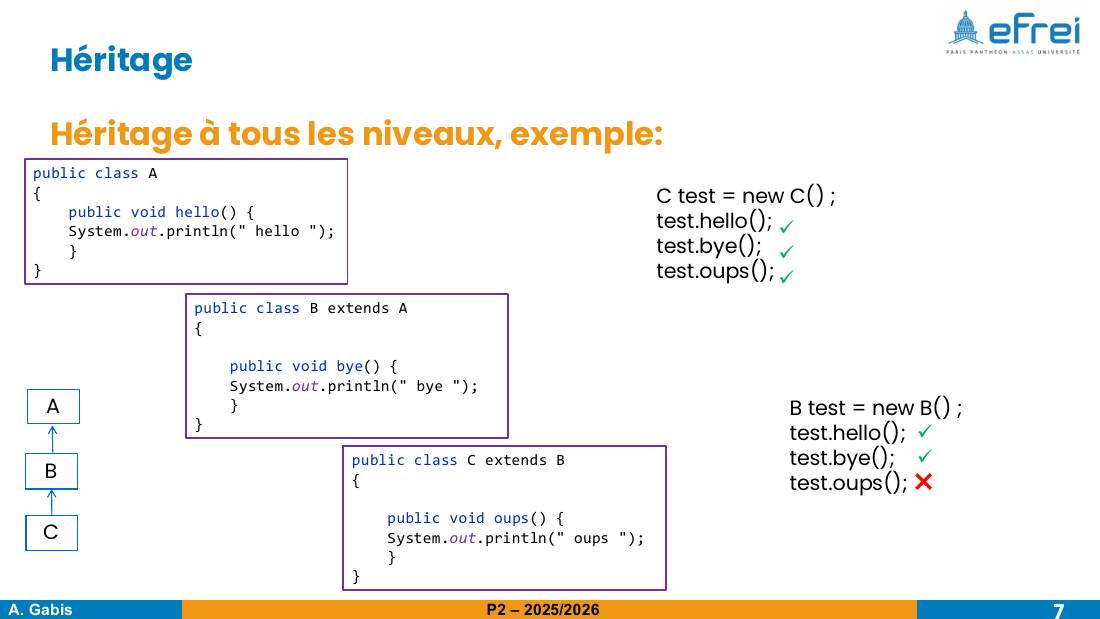 efrei
PARIS PANTHÉON-ASSAS UNIVERSITÉ
Héritage
Héritage à tous les niveaux, exemple:
public class A
{
public void hello() {
System.out.println(" hello ");
}
}
C test = new C() ;
test.hello(); ✓
test.bye(); ✓
test.oups(); ✓
public class B extends A
{
public void bye() {
System.out.println(" bye ");
}
}
A
B
C
B test = new B() ;
test.hello(); ✓
test.bye(); ✓
test.oups(); ✕
public class C extends B
{
public void oups() {
System.out.println(" oups ");
}
}
A. Gabis
P2 – 2025/2026
7